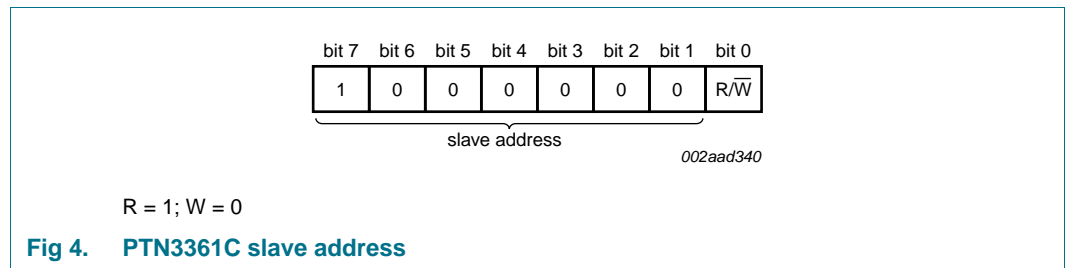 bit 7 bit 6 bit 5 bit 4 bit 3 bit 2 bit 1 bit 0
1 0 0 0 0 0 0 R/W̅
slave address
002aad340
R = 1; W = 0
Fig 4. PTN3361C slave address